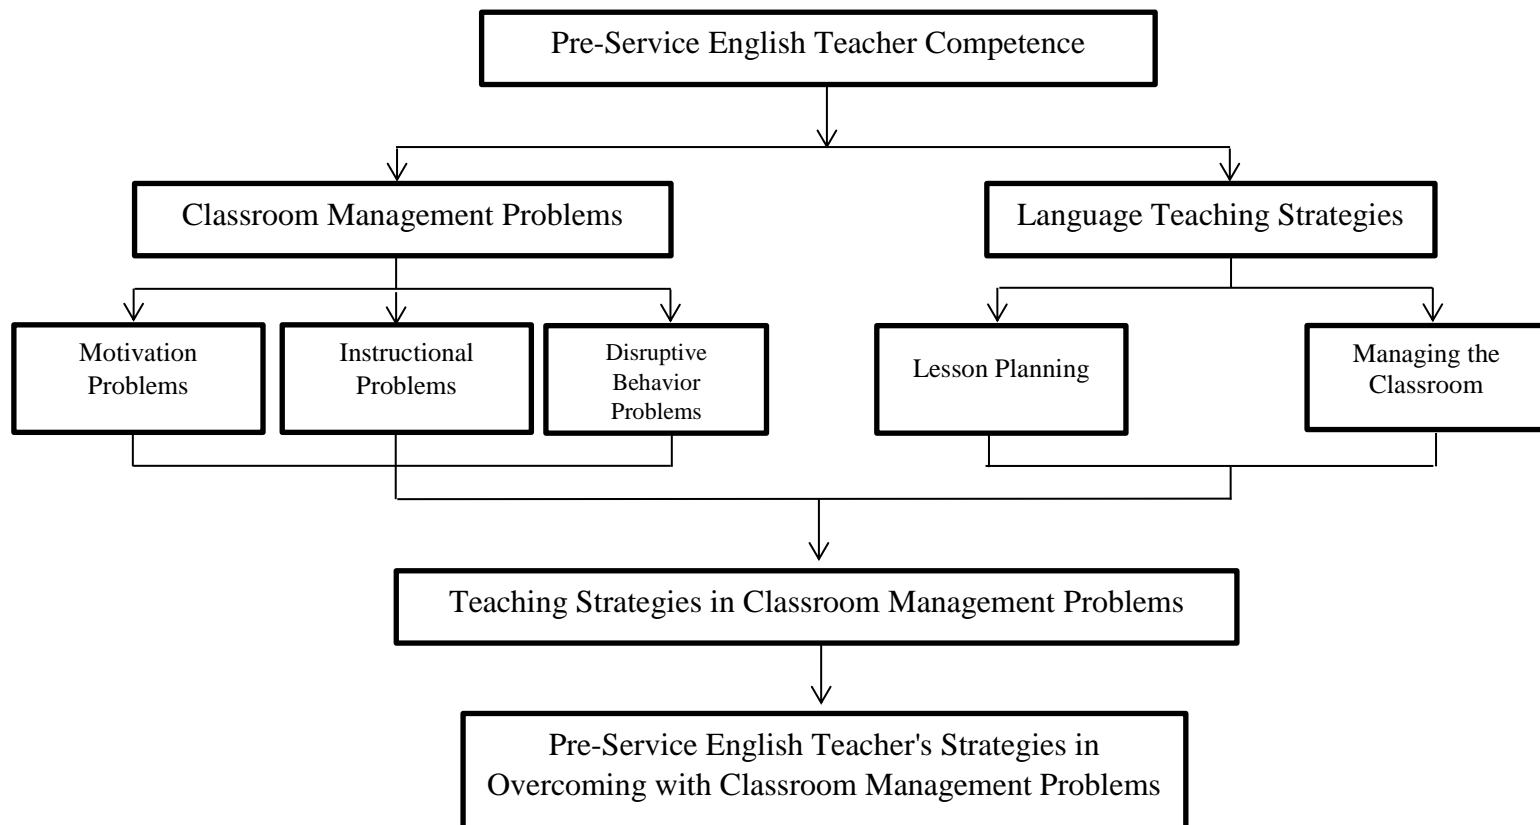 Pre-Service English Teacher Competence
Classroom Management Problems
Language Teaching Strategies
Motivation
Problems
Instructional
Problems
Disruptive
Behavior
Problems
Lesson Planning
Managing the
Classroom
Teaching Strategies in Classroom Management Problems
Pre-Service English Teacher's Strategies in
Overcoming with Classroom Management Problems